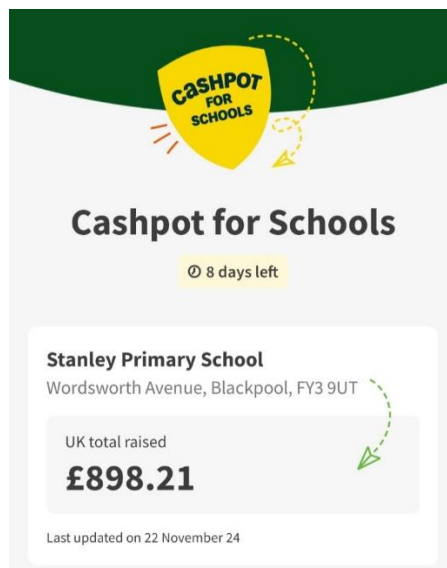 CasHPOT
FOR
SCHOOLS
Cashpot for Schools
8 days left
Stanley Primary School
Wordsworth Avenue, Blackpool, FY3 9UT
UK total raised
£898.21
Last updated on 22 November 24